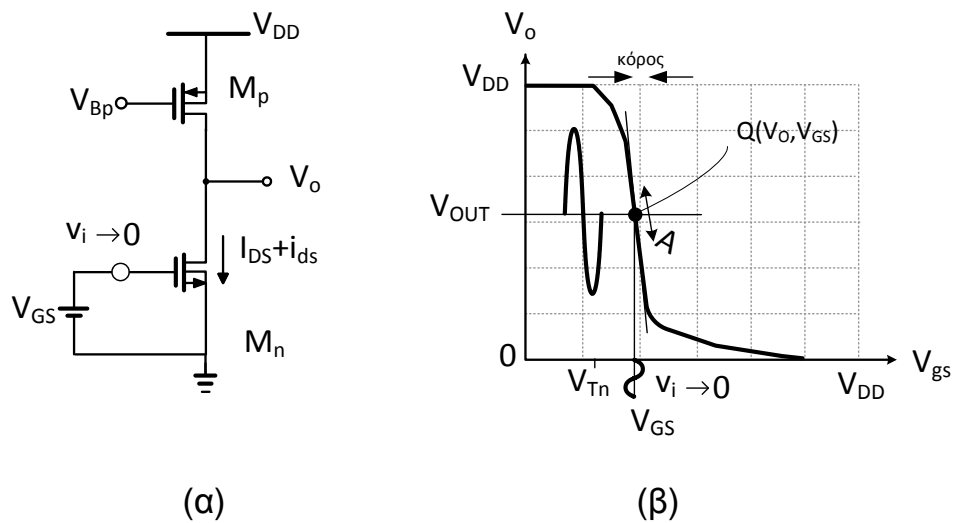 V_DD
V_Bp
M_p
V_o
v_i →0
I_DS+i_ds
V_GS
M_n
(α)
V_o
κόρος
V_DD
Q(V_O,V_GS)
V_OUT
A
0
V_Tn
v_i →0
V_DD
V_gs
V_GS
(β)